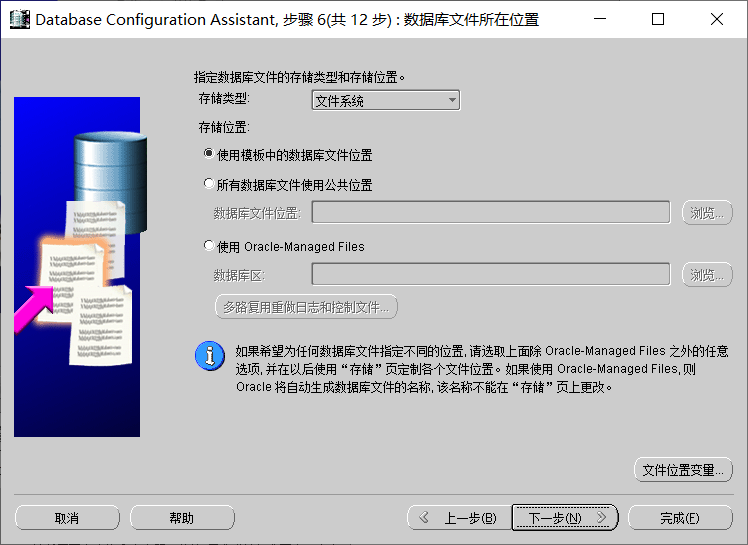 Database Configuration Assistant, 步骤 6(共 12 步) : 数据库文件所在位置
指定数据库文件的存储类型和存储位置。
存储类型: 文件系统
存储位置:
使用模板中的数据库文件位置
所有数据库文件使用公共位置
数据库文件位置: 浏览...
使用 Oracle-Managed Files
数据库区: 浏览...
多路复用重做日志和控制文件...
如果希望为任何数据库文件指定不同的位置, 请选取上面除 Oracle-Managed Files 之外的任意
选项, 并在以后使用“存储”页定制各个文件位置。如果使用 Oracle-Managed Files, 则
Oracle 将自动生成数据库文件的名称, 该名称不能在“存储”页上更改。
文件位置变量...
取消 帮助 上一步(B) 下一步(N) 完成(F)